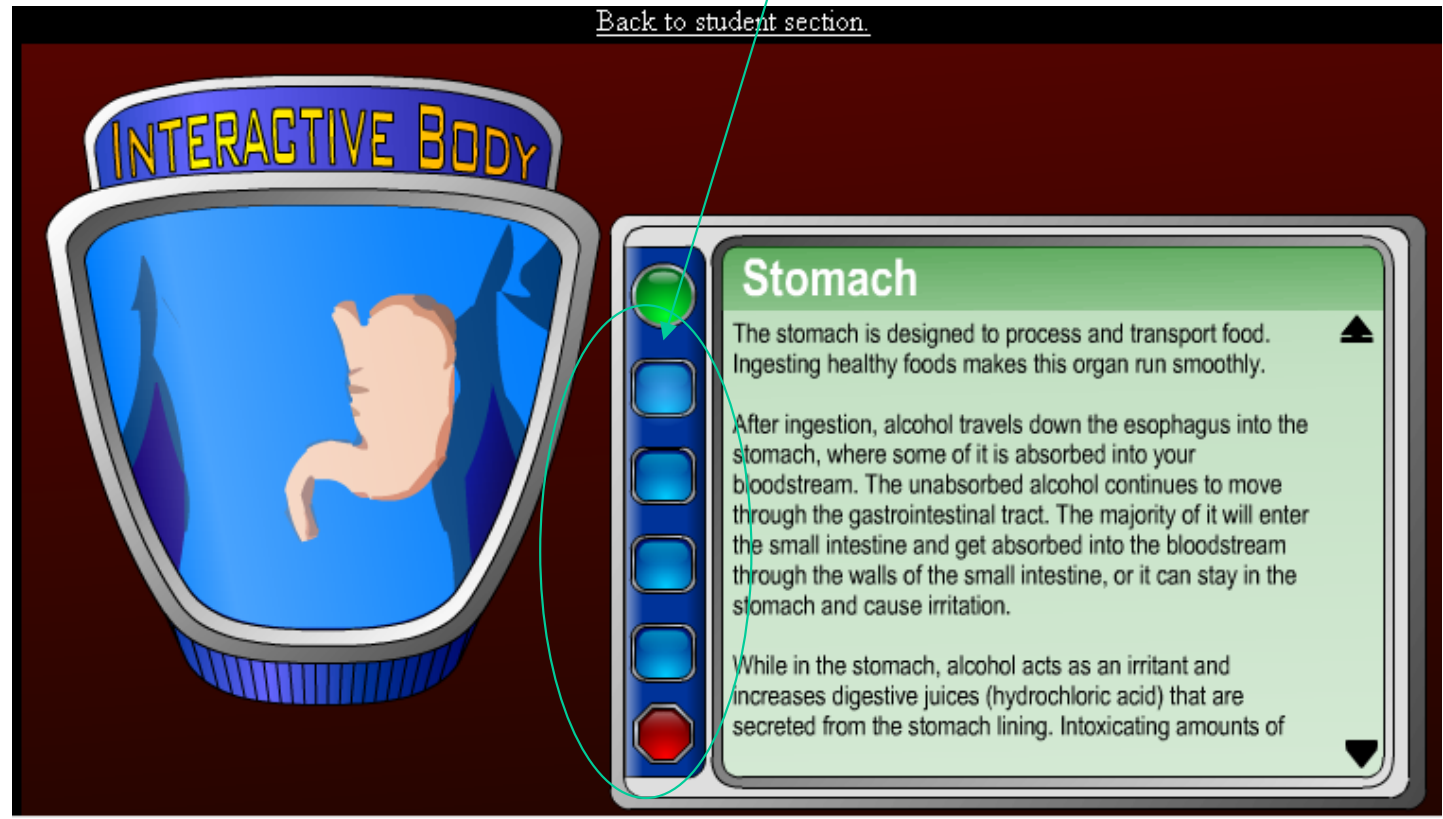 Back to student section.
INTERACTIVE BODY
Stomach
The stomach is designed to process and transport food.
Ingesting healthy foods makes this organ run smoothly.
After ingestion, alcohol travels down the esophagus into the
stomach, where some of it is absorbed into your
bloodstream. The unabsorbed alcohol continues to move
through the gastrointestinal tract. The majority of it will enter
the small intestine and get absorbed into the bloodstream
through the walls of the small intestine, or it can stay in the
stomach and cause irritation.
While in the stomach, alcohol acts as an irritant and
increases digestive juices (hydrochloric acid) that are
secreted from the stomach lining. Intoxicating amounts of